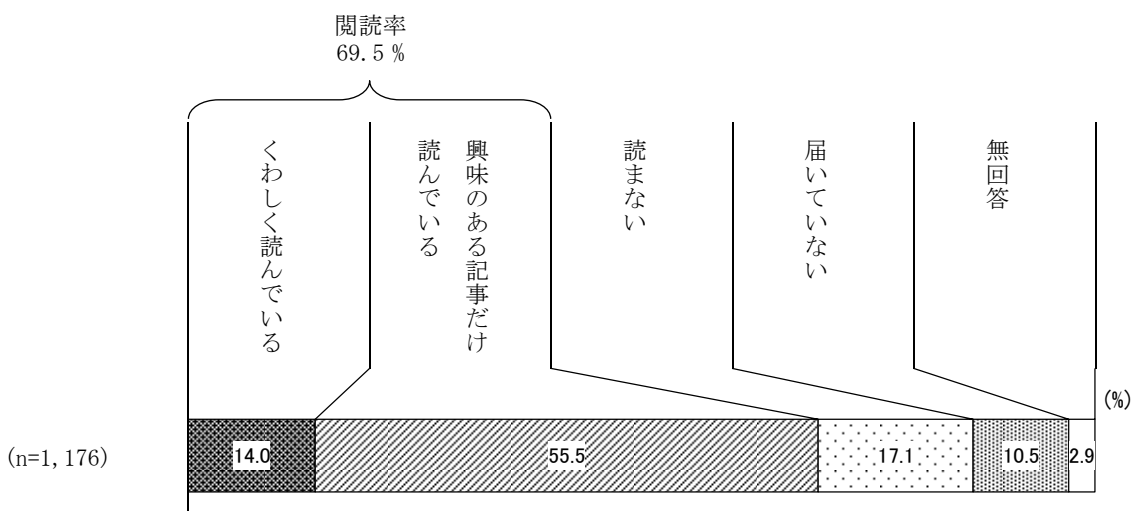 閲読率
69.5％
くわしく読んでいる
興味のある記事だけ
読んでいる
読まない
届いていない
無回答
(%)
(n=1,176)
14.0
55.5
17.1
10.5
2.9